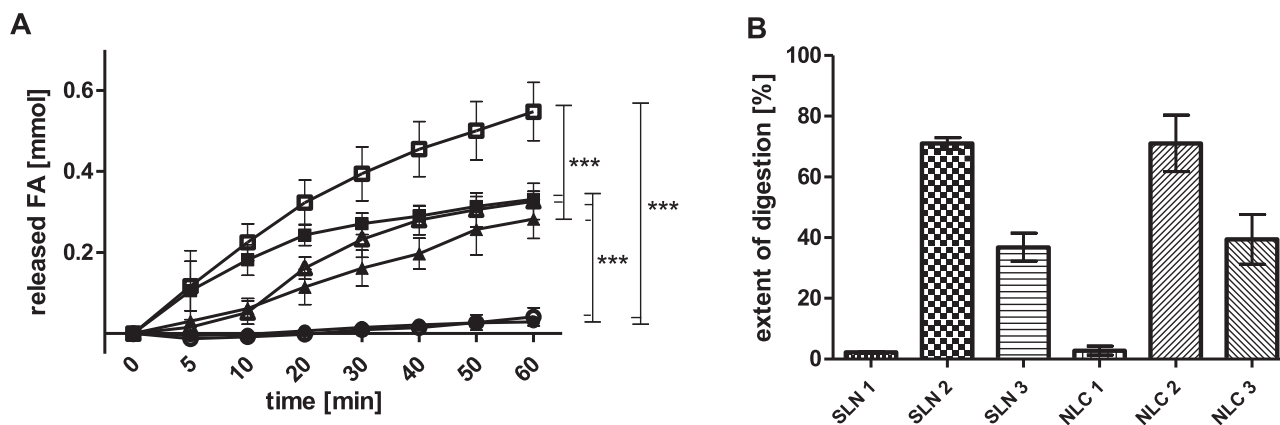 A
released FA [mmol]
0.6
0.4
0.2
0 5 10 20 30 40 50 60
time [min]
***
***
***
B
extent of digestion [%]
100
80
60
40
20
0
SLN 1 SLN 2 SLN 3 NLC 1 NLC 2 NLC 3